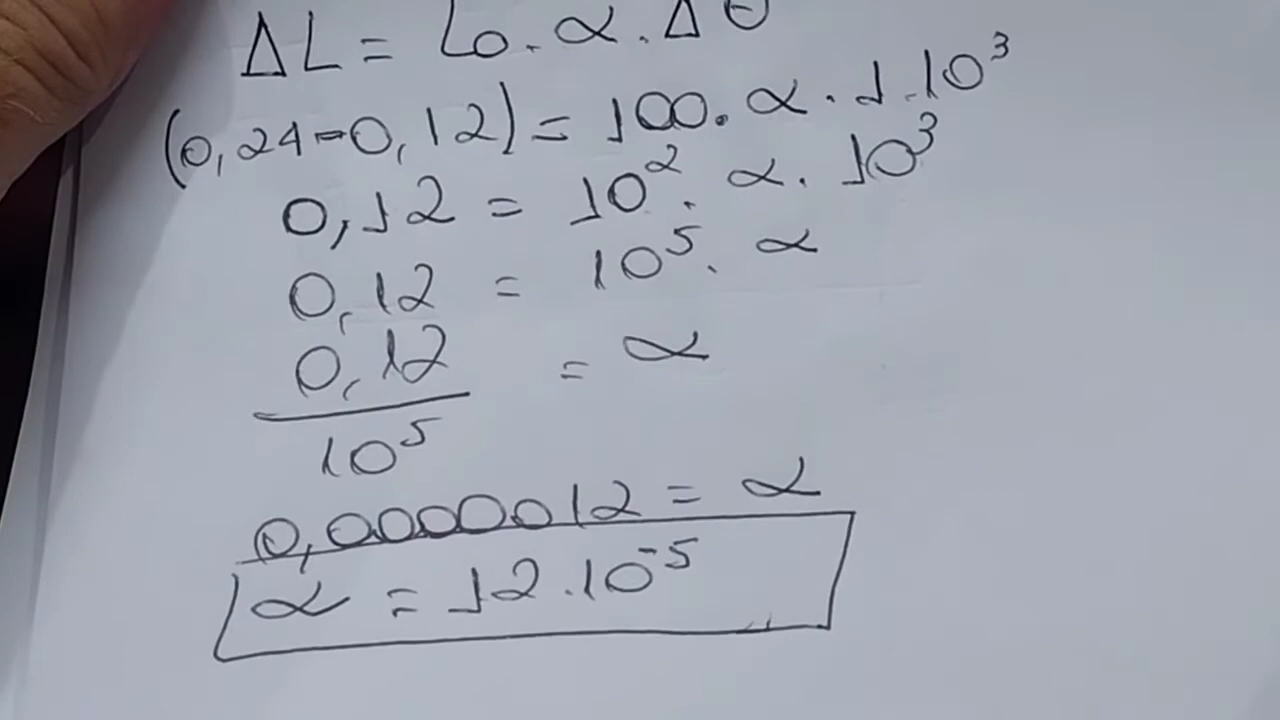 ΔL = Lo. α. Δθ
(0,24-0,12) = 100. α. 1.10³
0,12 = 10². α. 10³
0,12 = 10⁵. α
0,12 = α
10⁵
0,0000012 = α
α = 12.10⁻⁵